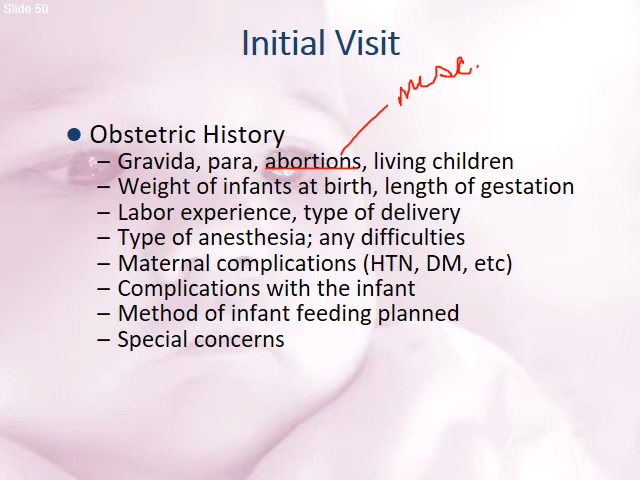 Slide 50
Initial Visit
misc.
Obstetric History
– Gravida, para, abortions, living children
– Weight of infants at birth, length of gestation
– Labor experience, type of delivery
– Type of anesthesia; any difficulties
– Maternal complications (HTN, DM, etc)
– Complications with the infant
– Method of infant feeding planned
– Special concerns